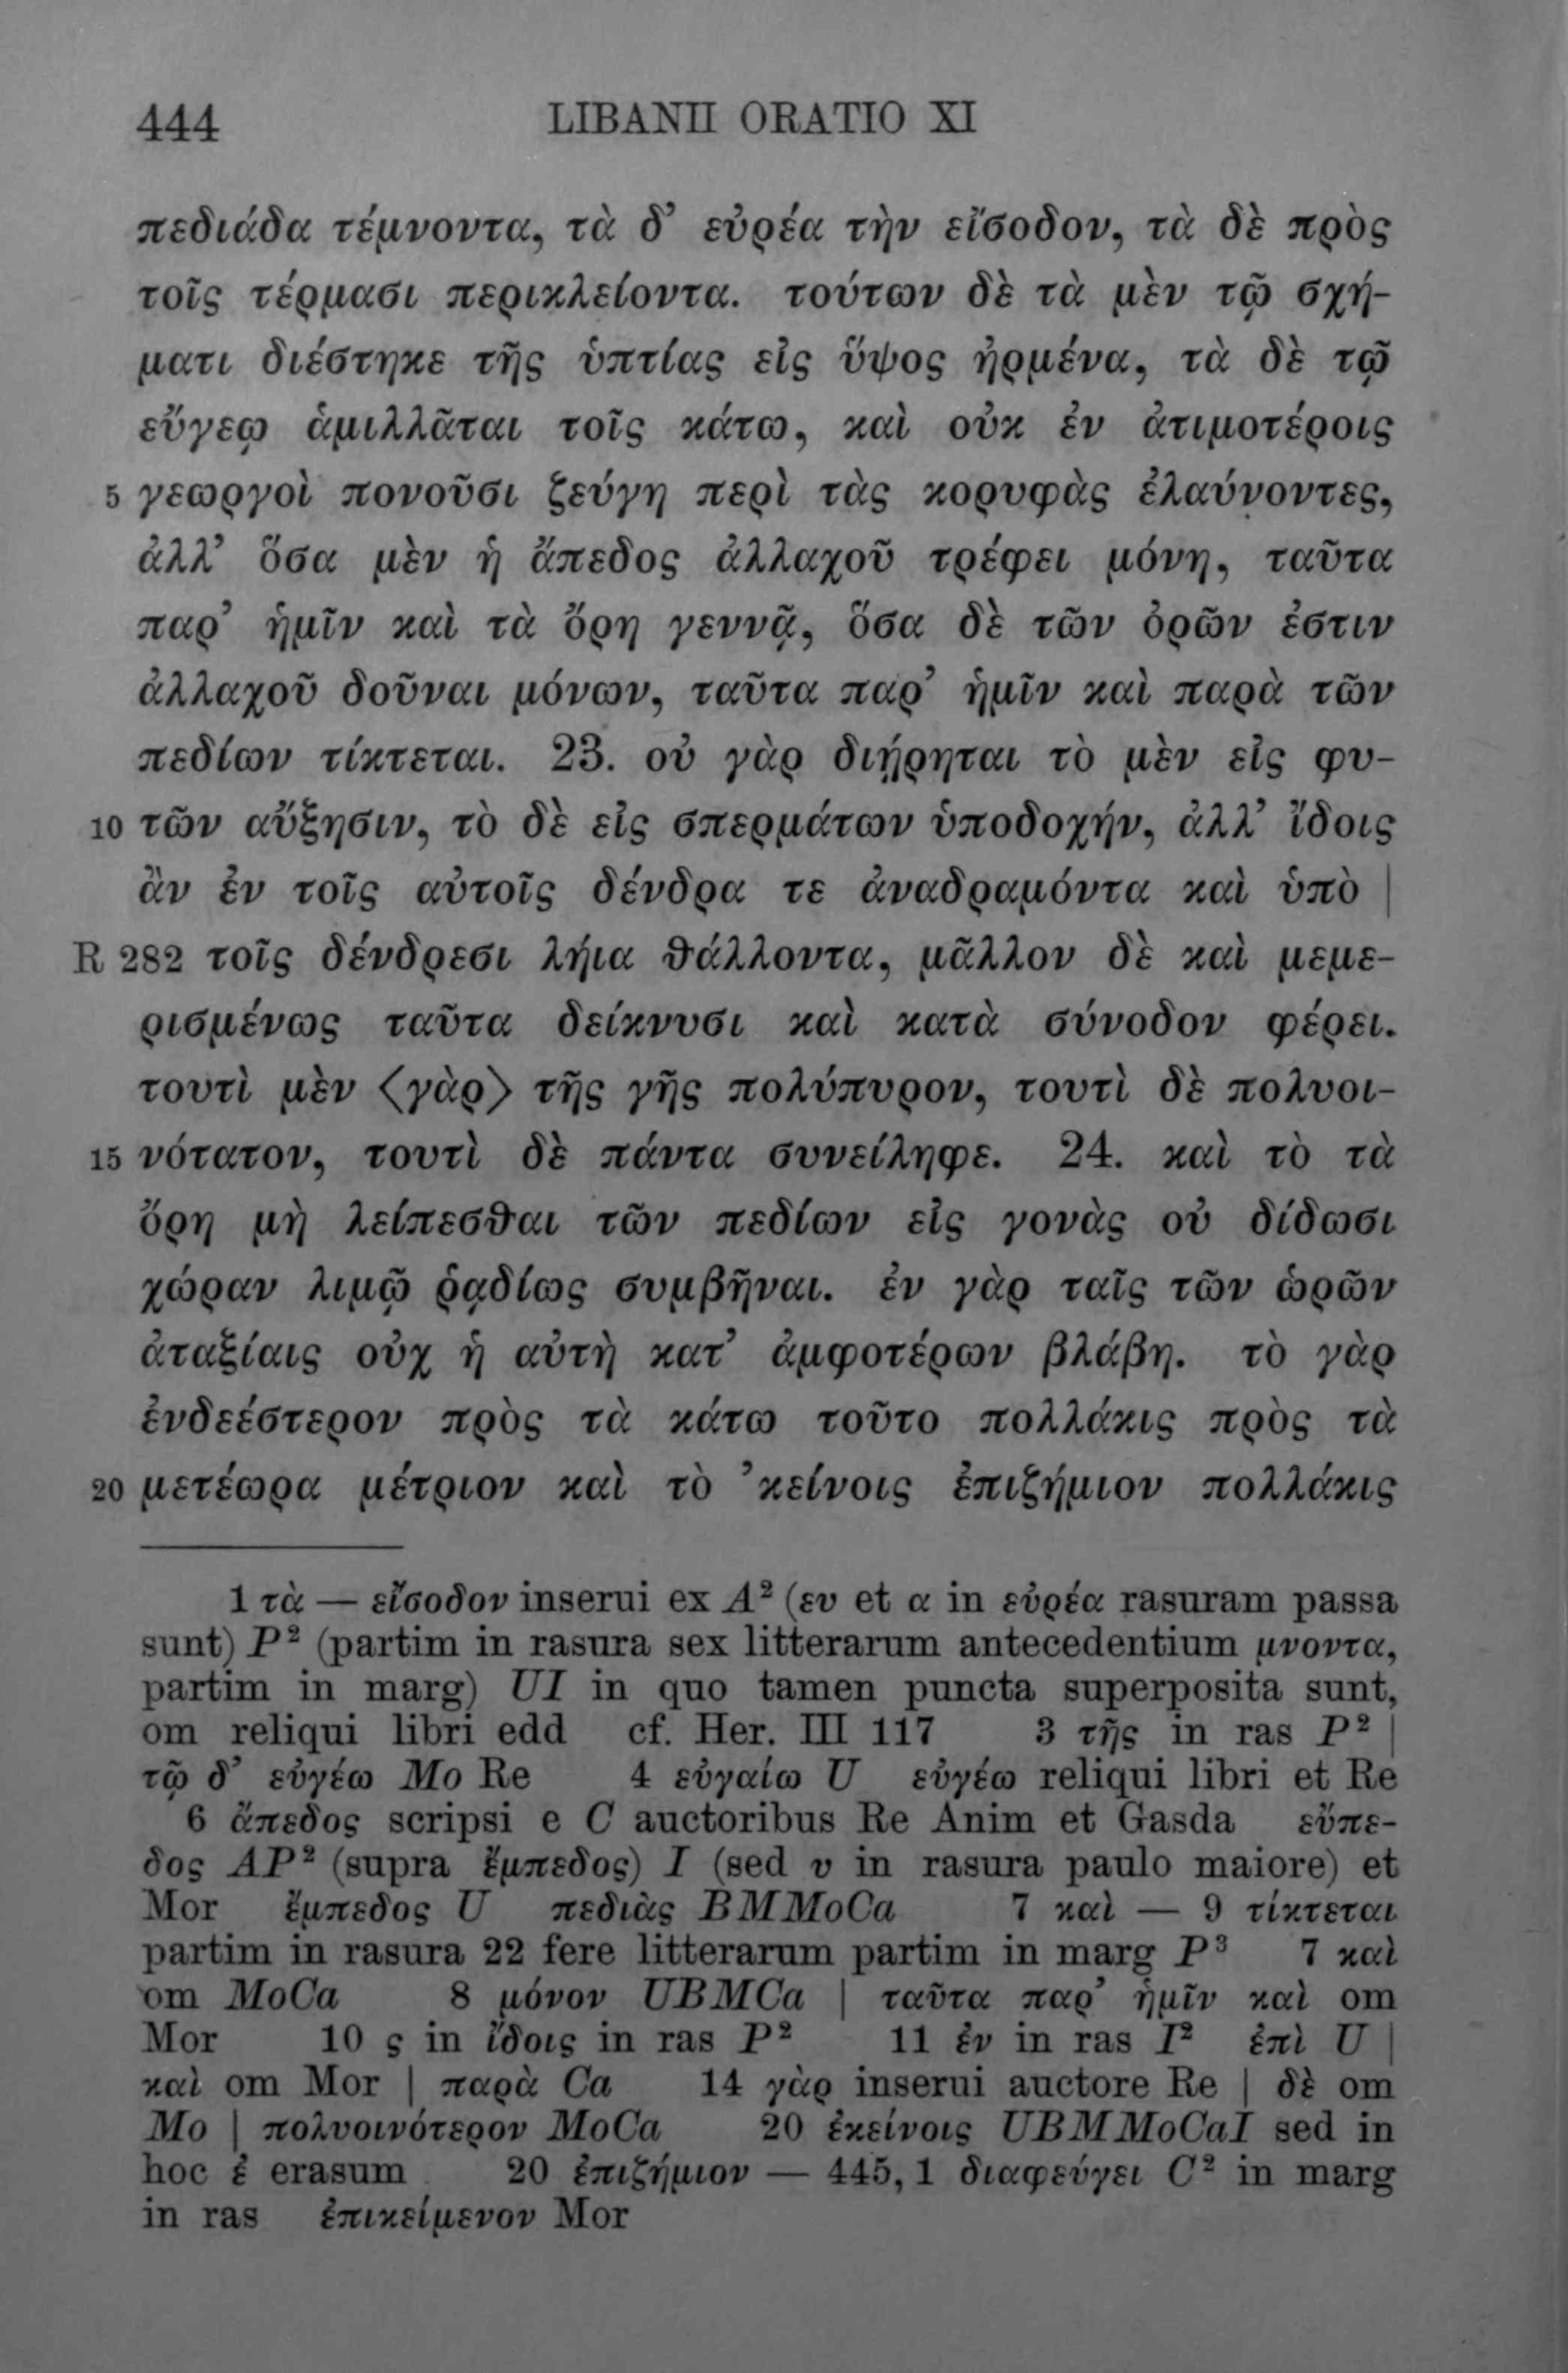 444 LIBANII ORATIO XI
πεδιάδα τέμνοντα, τὰ δ’ εὐρέα τὴν εἴσοδον, τὰ δὲ πρὸς
τοῖς τέρμασι περικλείοντα. τούτων δὲ τὰ μὲν τῷ σχή-
ματι διέστηκε τῆς ὑπτίας εἰς ὕψος ἠρμένα, τὰ δὲ τῷ
εὔγεῳ ἁμιλλᾶται τοῖς κάτω, καὶ οὐκ ἐν ἀτιμοτέροις
5 γεωργοὶ πονοῦσι ζεύγη περὶ τὰς κορυφὰς ἐλαύνοντες,
ἀλλ’ ὅσα μὲν ἡ ἄπεδος ἀλλαχοῦ τρέφει μόνη, ταῦτα
παρ’ ἡμῖν καὶ τὰ ὄρη γεννᾷ, ὅσα δὲ τῶν ὀρῶν ἐστιν
ἀλλαχοῦ δοῦναι μόνων, ταῦτα παρ’ ἡμῖν καὶ παρὰ τῶν
πεδίων τίκτεται. 23. οὐ γὰρ διῄρηται τὸ μὲν εἰς φυ-
10 τῶν αὔξησιν, τὸ δὲ εἰς σπερμάτων ὑποδοχήν, ἀλλ’ ἴδοις
ἂν ἐν τοῖς αὐτοῖς δένδρα τε ἀναδραμόντα καὶ ὑπὸ |
R 282 τοῖς δένδρεσι λήια θάλλοντα, μᾶλλον δὲ καὶ μεμε-
ρισμένως ταῦτα δείκνυσι καὶ κατὰ σύνοδον φέρει.
τουτὶ μὲν ⟨γὰρ⟩ τῆς γῆς πολύπυρον, τουτὶ δὲ πολυοι-
15 νότατον, τουτὶ δὲ πάντα συνείληφε. 24. καὶ τὸ τὰ
ὄρη μὴ λείπεσθαι τῶν πεδίων εἰς γονὰς οὐ δίδωσι
χώραν λιμῷ ῥᾳδίως συμβῆναι. ἐν γὰρ ταῖς τῶν ὡρῶν
ἀταξίαις οὐχ ἡ αὐτὴ κατ’ ἀμφοτέρων βλάβη. τὸ γὰρ
ἐνδεέστερον πρὸς τὰ κάτω τοῦτο πολλάκις πρὸς τὰ
20 μετέωρα μέτριον καὶ τὸ ’κείνοις ἐπιζήμιον πολλάκις
1 τὰ — εἴσοδον inserui ex A² (ευ et α in εὐρέα rasuram passa
sunt) P² (partim in rasura sex litterarum antecedentium μνοντα,
partim in marg) UI in quo tamen puncta superposita sunt,
om reliqui libri edd cf. Her. III 117 3 τῆς in ras P² |
τῷ δ’ εὐγέω Mo Re 4 εὐγαίω U εὐγέω reliqui libri et Re
6 ἄπεδος scripsi e C auctoribus Re Anim et Gasda εὔπε-
δος AP² (supra ἔμπεδος) I (sed υ in rasura paulo maiore) et
Mor ἔμπεδος U πεδιὰς BMMoCa 7 καὶ — 9 τίκτεται
partim in rasura 22 fere litterarum partim in marg P³ 7 καὶ
om MoCa 8 μόνον UBMCa | ταῦτα παρ’ ἡμῖν καὶ om
Mor 10 ς in ἴδοις in ras P² 11 ἐν in ras I² ἐπὶ U |
καὶ om Mor | παρὰ Ca 14 γὰρ inserui auctore Re | δὲ om
Mo | πολυοινότερον MoCa 20 ἐκείνοις UBMMoCaI sed in
hoc ἐ erasum 20 ἐπιζήμιον — 445, 1 διαφεύγει C² in marg
in ras ἐπικείμενον Mor